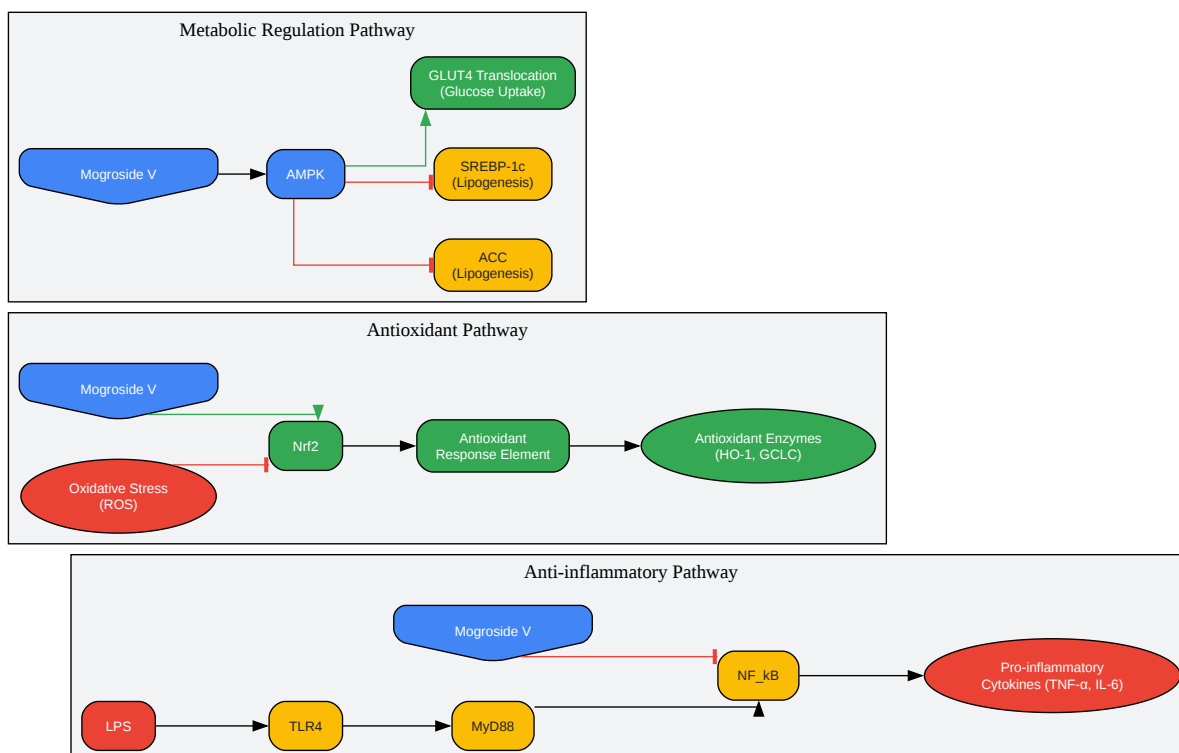 Metabolic Regulation Pathway
GLUT4 Translocation
(Glucose Uptake)
Mogroside V
AMPK
SREBP-1c
(Lipogenesis)
ACC
(Lipogenesis)
Antioxidant Pathway
Mogroside V
Nrf2
Antioxidant
Response Element
Antioxidant Enzymes
(HO-1, GCLC)
Oxidative Stress
(ROS)
Anti-inflammatory Pathway
Mogroside V
NF_kB
Pro-inflammatory
Cytokines (TNF-α, IL-6)
LPS
TLR4
MyD88